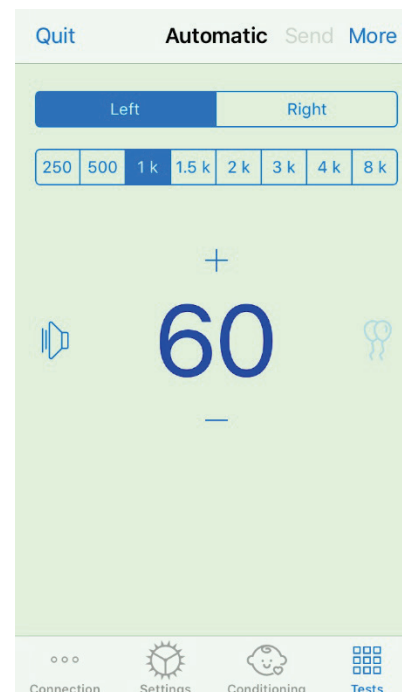 Quit Automatic Send More
Left Right
250 500 1 k 1.5 k 2 k 3 k 4 k 8 k
+
60
−
Connection Settings Conditioning Tests